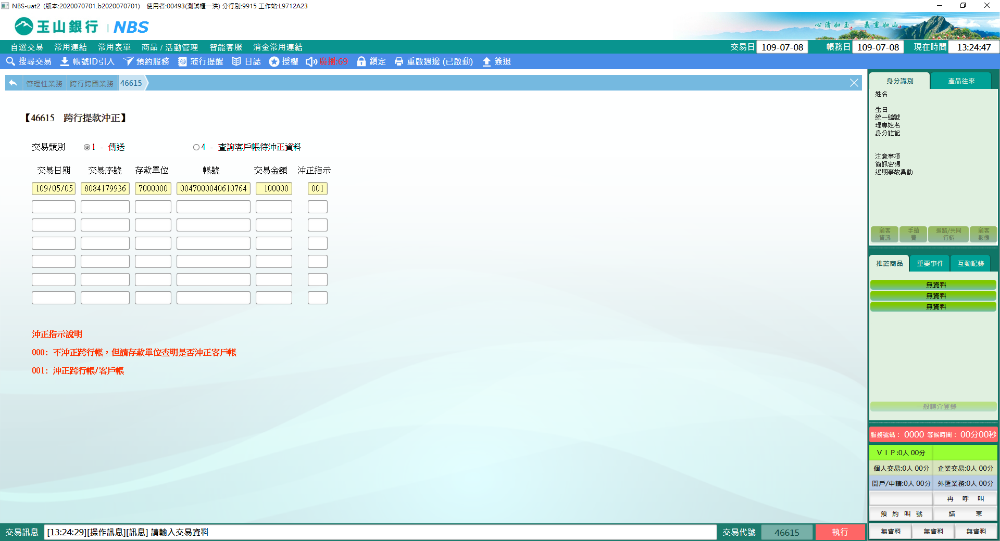 NBS-uat2 (版本:2020070701.b2020070701) 使用者:00493(測試櫃一洪) 分行別:9915 工作站:L9712A23
玉山銀行 | NBS
心清如玉 義重如山
自選交易 常用連結 常用表單 商品 / 活動管理 智能客服 消金常用連結 交易日 109-07-08 帳務日 109-07-08 現在時間 13:24:47
搜尋交易 帳號ID引入 預約服務 蒞行提醒 日誌 授權 廣播:69 鎖定 重啟週邊 (已啟動) 簽退
管理性業務 跨行跨國業務 46615
【46615 跨行提款沖正】
交易類別 1 - 傳送 4 - 查詢客戶帳待沖正資料
交易日期 交易序號 存款單位 帳號 交易金額 沖正指示
109/05/05 8084179936 7000000 0047000040610764 100000 001
沖正指示說明
000: 不沖正跨行帳，但請存款單位查明是否沖正客戶帳
001: 沖正跨行帳/客戶帳
身分識別 產品往來
姓名
生日
統一編號
理專姓名
身分註記
注意事項
簡訊密碼
近期事故異動
顧客資訊 手續費 通路/共同行銷 顧客影像
推薦商品 重要事件 互動記錄
無資料
無資料
無資料
一般轉介登錄
服務號碼： 0000 等候時間： 00分00秒
ＶＩＰ:0人 00分
個人交易:0人 00分 企業交易:0人 00分
開戶/申請:0人 00分 外匯業務:0人 00分
再 呼 叫
預 約 叫 號 結 束
無資料 無資料 無資料
交易訊息 [13:24:29][操作訊息][訊息] 請輸入交易資料 交易代號 46615 執行